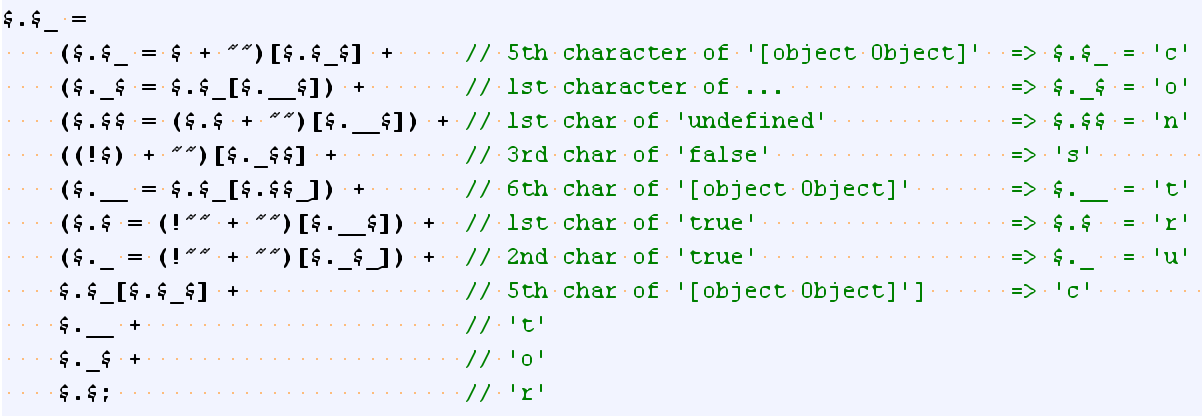 $.$_ =
    ($.$_ = $ + "")[$.$_$] +       // 5th character of '[object Object]'  => $.$_ = 'c'
    ($._$ = $.$_[$.__$]) +         // 1st character of ...                => $._$ = 'o'
    ($.$$ = ($.$ + "")[$.__$]) + // 1st char of 'undefined'             => $.$$ = 'n'
    ((!$) + "")[$._$$] +           // 3rd char of 'false'                 => 's'
    ($.__ = $.$_[$.$$_]) +         // 6th char of '[object Object]'       => $.__ = 't'
    ($.$ = (!"" + "")[$.__$]) +   // 1st char of 'true'                  => $.$  = 'r'
    ($._ = (!"" + "")[$._$_]) +   // 2nd char of 'true'                  => $._  = 'u'
    $.$_[$.$_$] +                  // 5th char of '[object Object]']      => 'c'
    $.__ +                         // 't'
    $._$ +                         // 'o'
    $.$;                           // 'r'